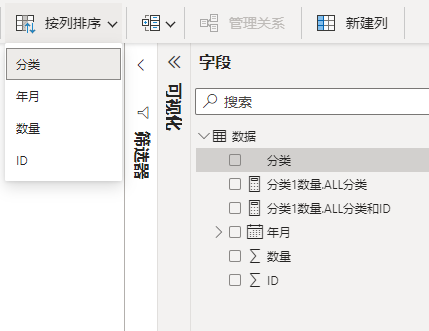 按列排序
管理关系
新建列
分类
年月
数量
ID
筛选器
可视化
字段
搜索
数据
分类
分类1数量.ALL分类
分类1数量.ALL分类和ID
年月
数量
ID